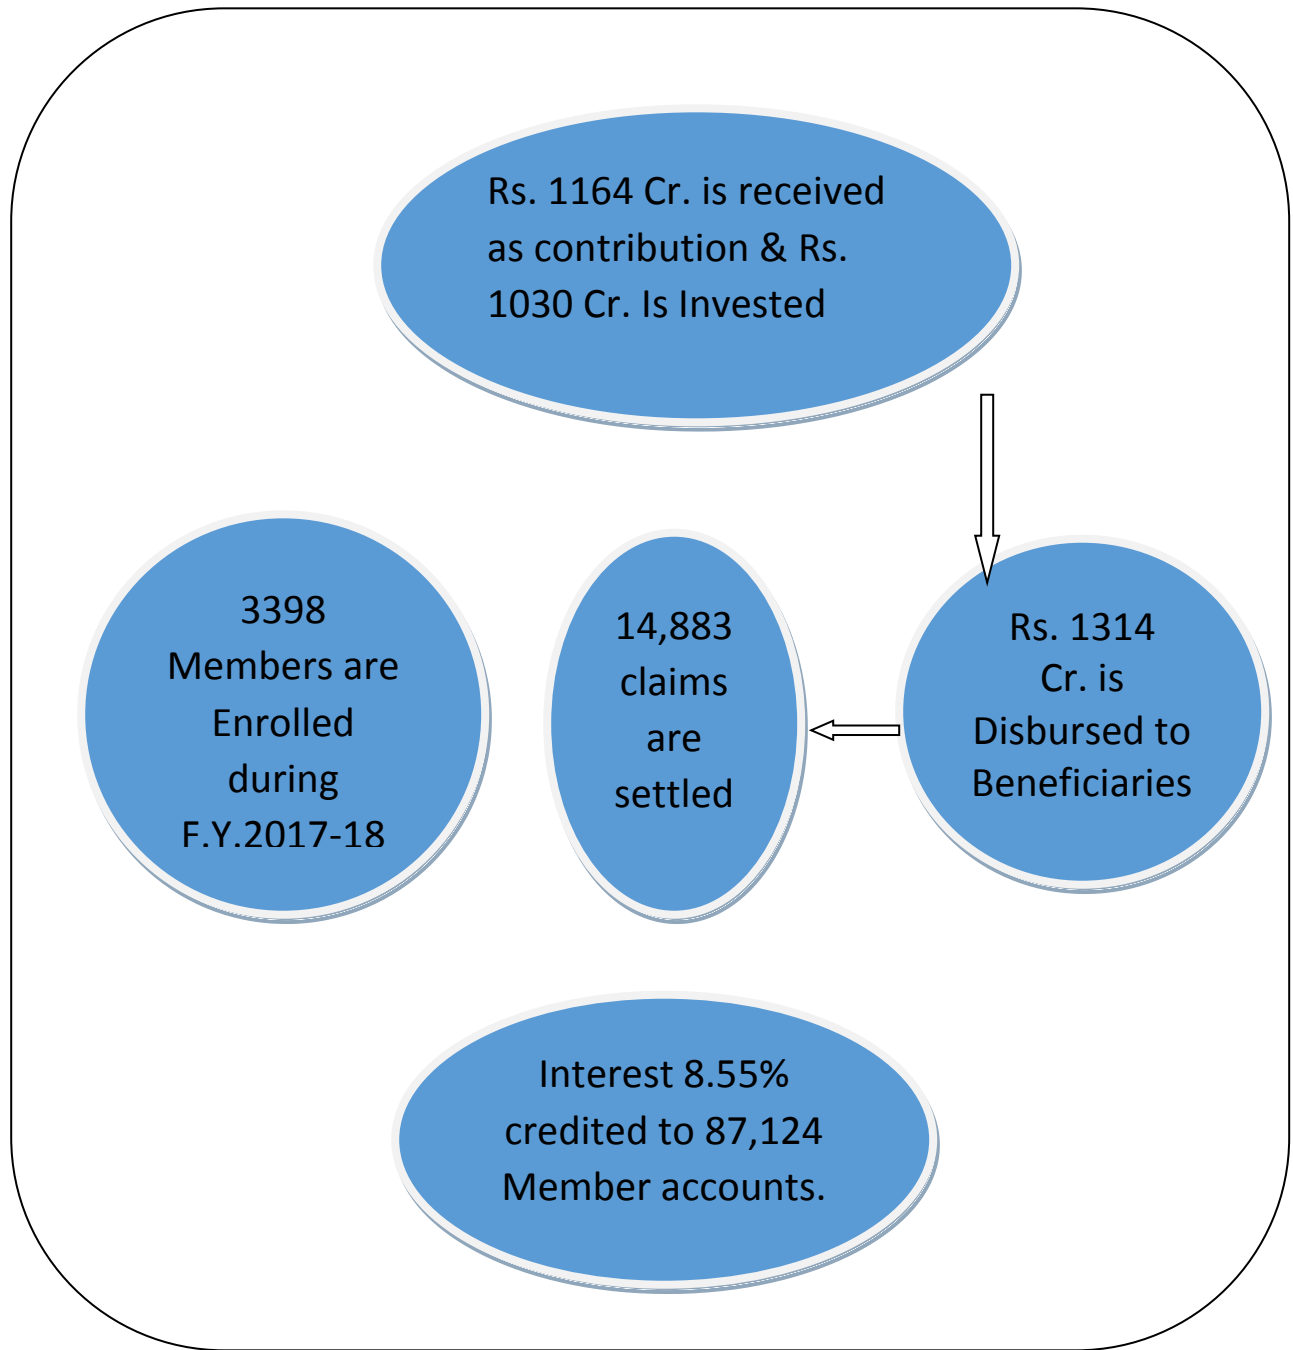 Rs. 1164 Cr. is received
as contribution & Rs.
1030 Cr. Is Invested
3398
Members are
Enrolled
during
F.Y.2017-18
14,883
claims
are
settled
Rs. 1314
Cr. is
Disbursed to
Beneficiaries
Interest 8.55%
credited to 87,124
Member accounts.